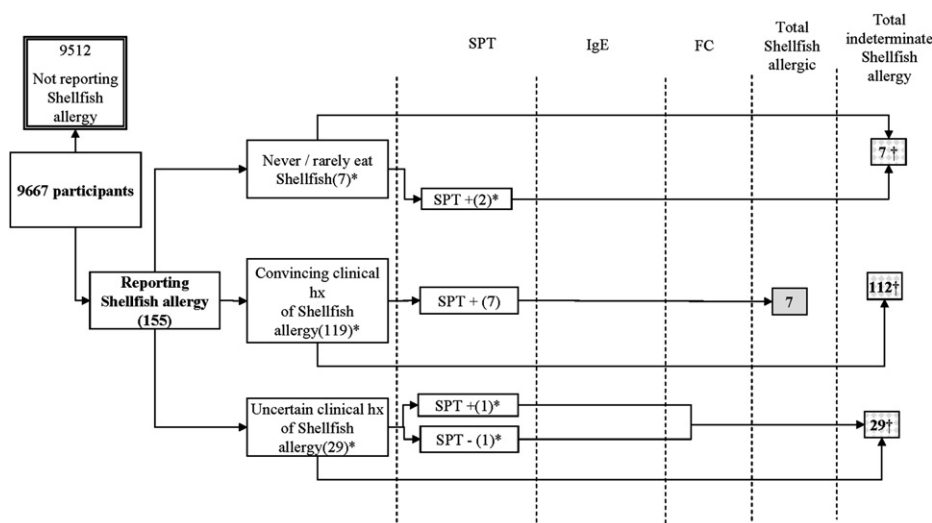 SPT
IgE
FC
Total
Shellfish
allergic
Total
indeterminate
Shellfish
allergy
9512
Not reporting
Shellfish
allergy
9667 participants
Never / rarely eat
Shellfish(7)*
SPT +(2)*
7 †
Reporting
Shellfish allergy
(155)
Convincing clinical
hx
of Shellfish
allergy(119)*
SPT + (7)
7
112†
Uncertain clinical hx
of Shellfish
allergy(29)*
SPT +(1)*
SPT - (1)*
29†